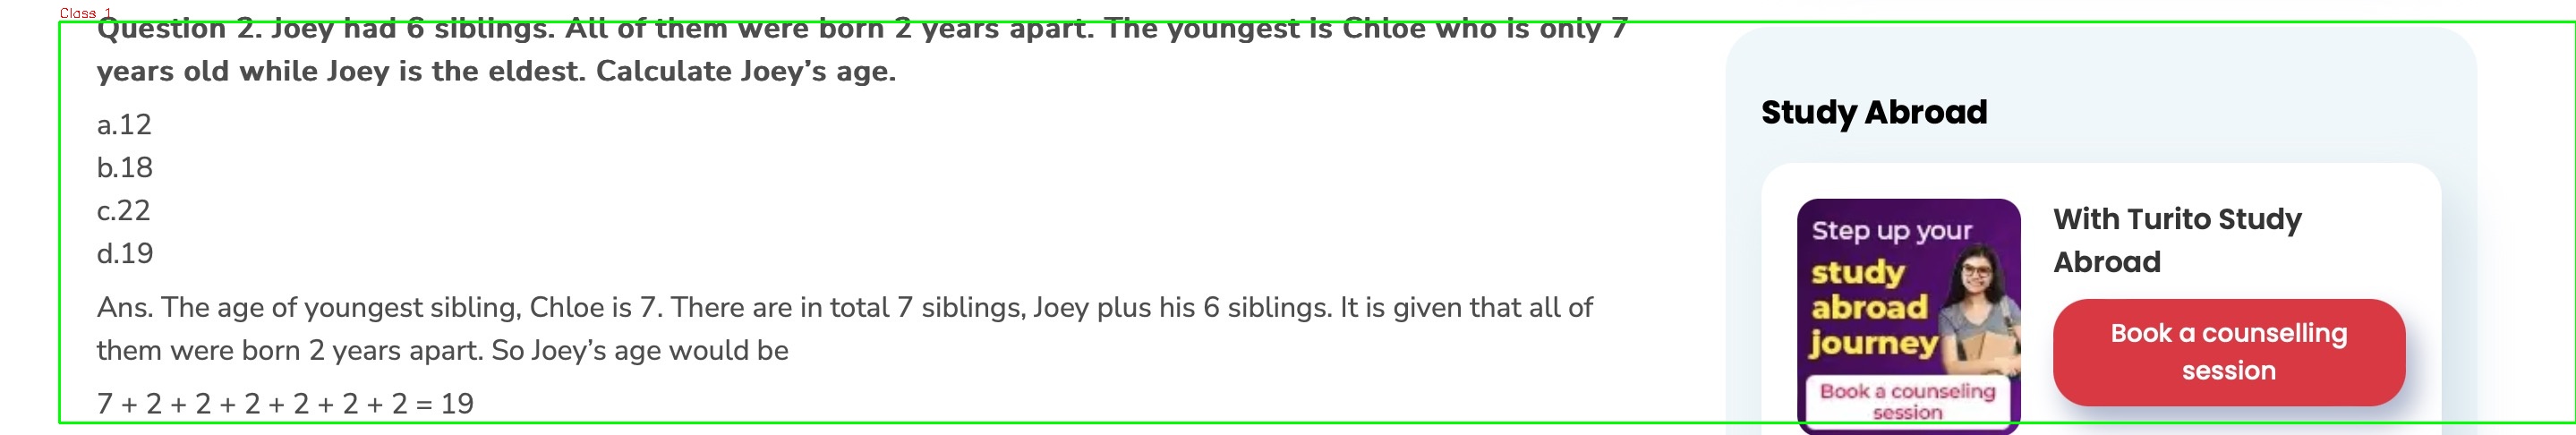 Class 1
Question 2. Joey had 6 siblings. All of them were born 2 years apart. The youngest is Chloe who is only 7
years old while Joey is the eldest. Calculate Joey’s age.
a.12
b.18
c.22
d.19
Ans. The age of youngest sibling, Chloe is 7. There are in total 7 siblings, Joey plus his 6 siblings. It is given that all of
them were born 2 years apart. So Joey’s age would be
7 + 2 + 2 + 2 + 2 + 2 + 2 = 19
Study Abroad
Step up your
study
abroad
journey
Book a counseling
session
With Turito Study
Abroad
Book a counselling
session